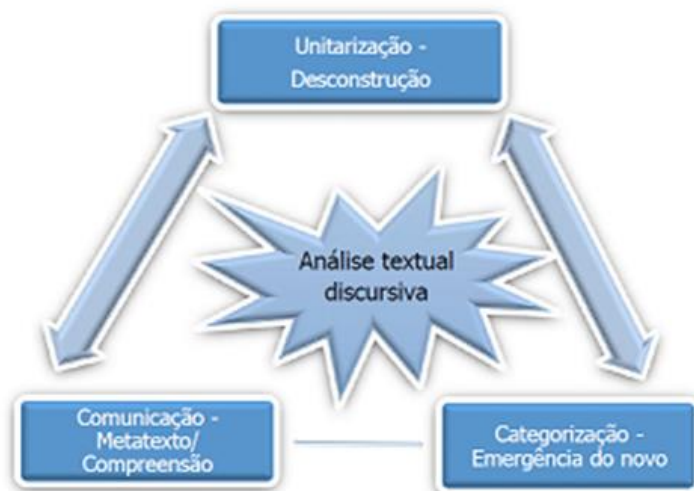 Unitarização -
Desconstrução
Análise textual
discursiva
Comunicação -
Metatexto/
Compreensão
Categorização -
Emergência do novo